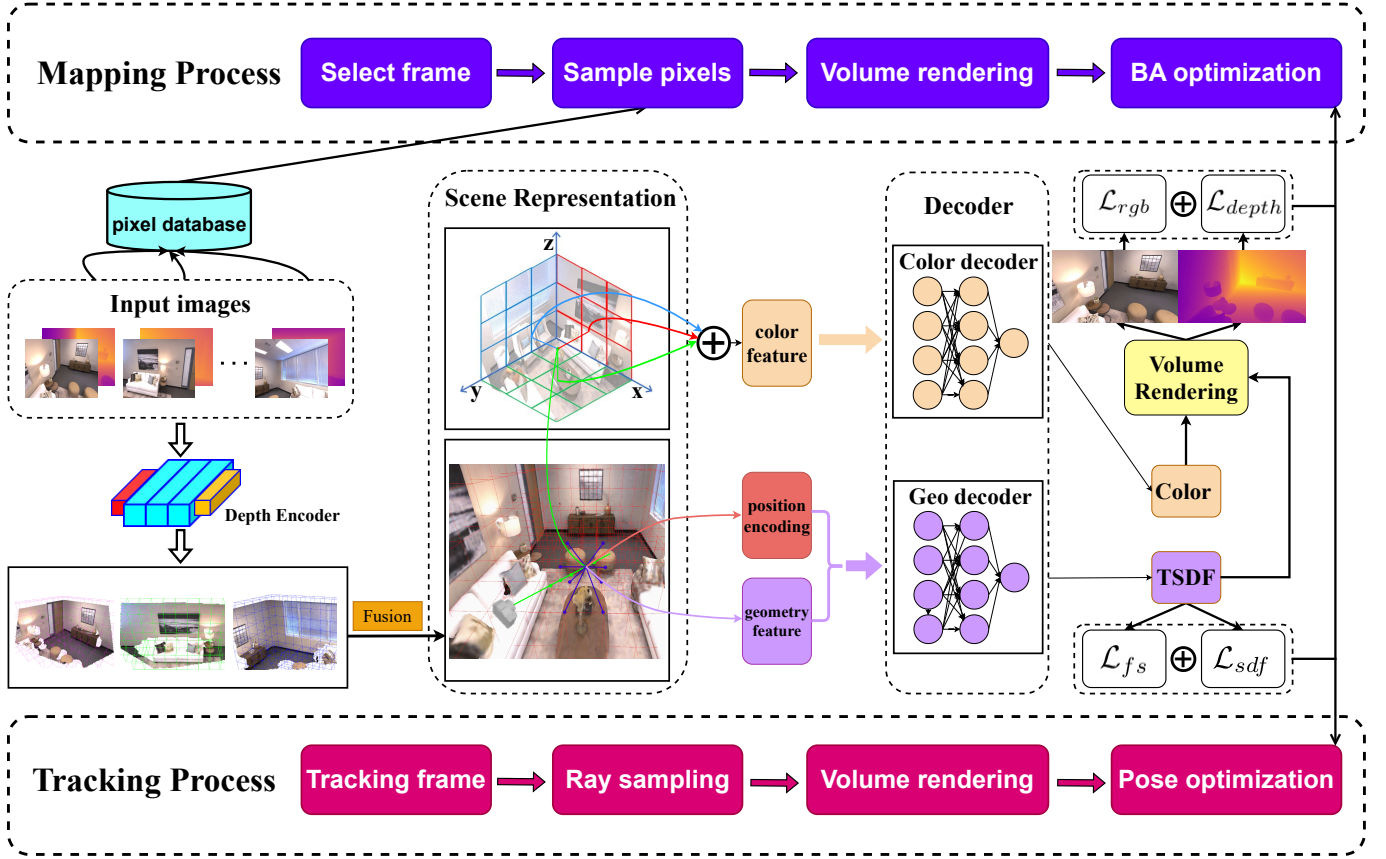 Mapping Process
Select frame
Sample pixels
Volume rendering
BA optimization
pixel database
Input images
. . . .
Depth Encoder
Fusion
Scene Representation
z
y
x
color
feature
position
encoding
geometry
feature
Decoder
Color decoder
Geo decoder
ℒrgb
⊕
ℒdepth
Volume
Rendering
Color
TSDF
ℒfs
⊕
ℒsdf
Tracking Process
Tracking frame
Ray sampling
Volume rendering
Pose optimization